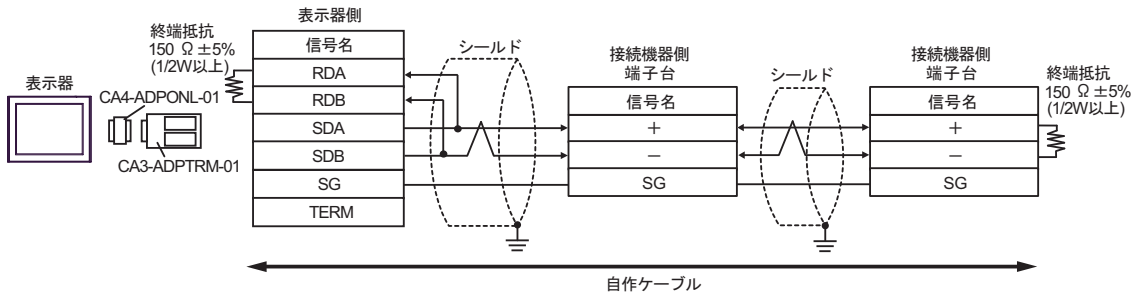 表示器
CA4-ADPONL-01
CA3-ADPTRM-01
終端抵抗
150 Ω ±5%
(1/2W以上)
表示器側
信号名
RDA
RDB
SDA
SDB
SG
TERM
シールド
接続機器側
端子台
信号名
+
-
SG
シールド
接続機器側
端子台
信号名
+
-
SG
終端抵抗
150 Ω ±5%
(1/2W以上)
自作ケーブル